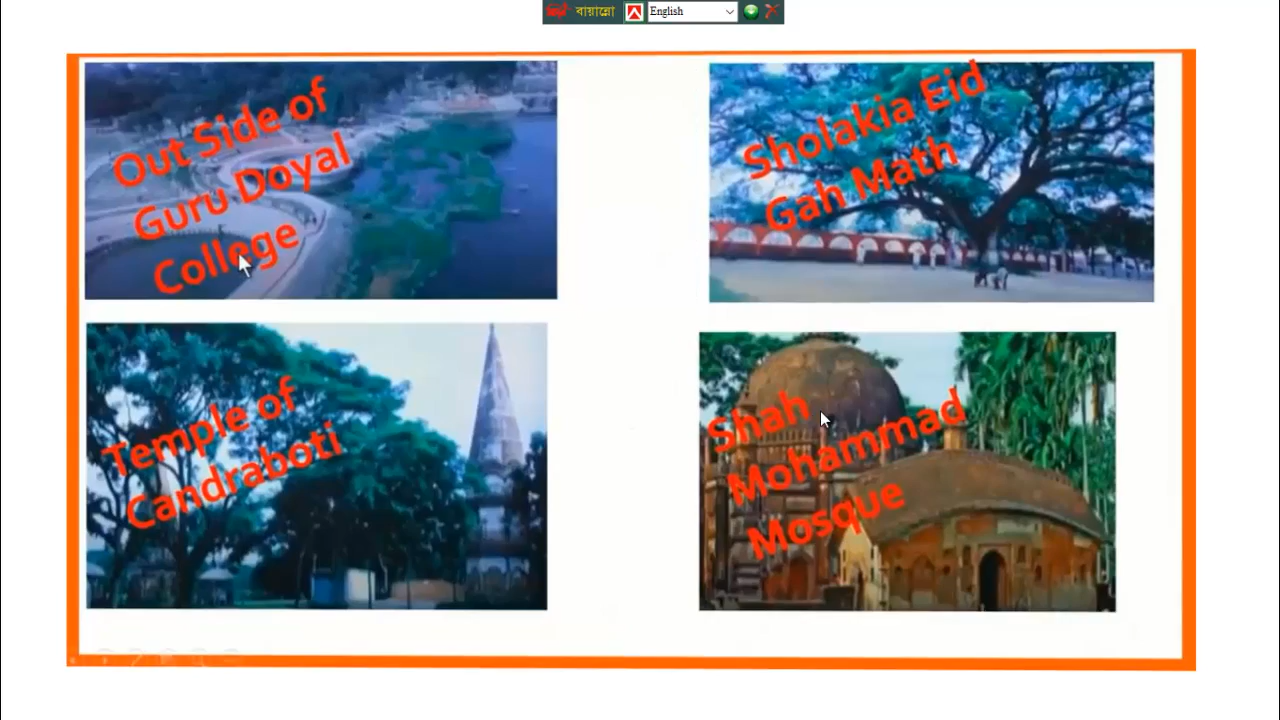 বায়ান্নো
English
Out Side of
Guru Doyal
College
Sholakia Eid
Gah Math
Temple of
Candraboti
Shah
Mohammad
Mosque